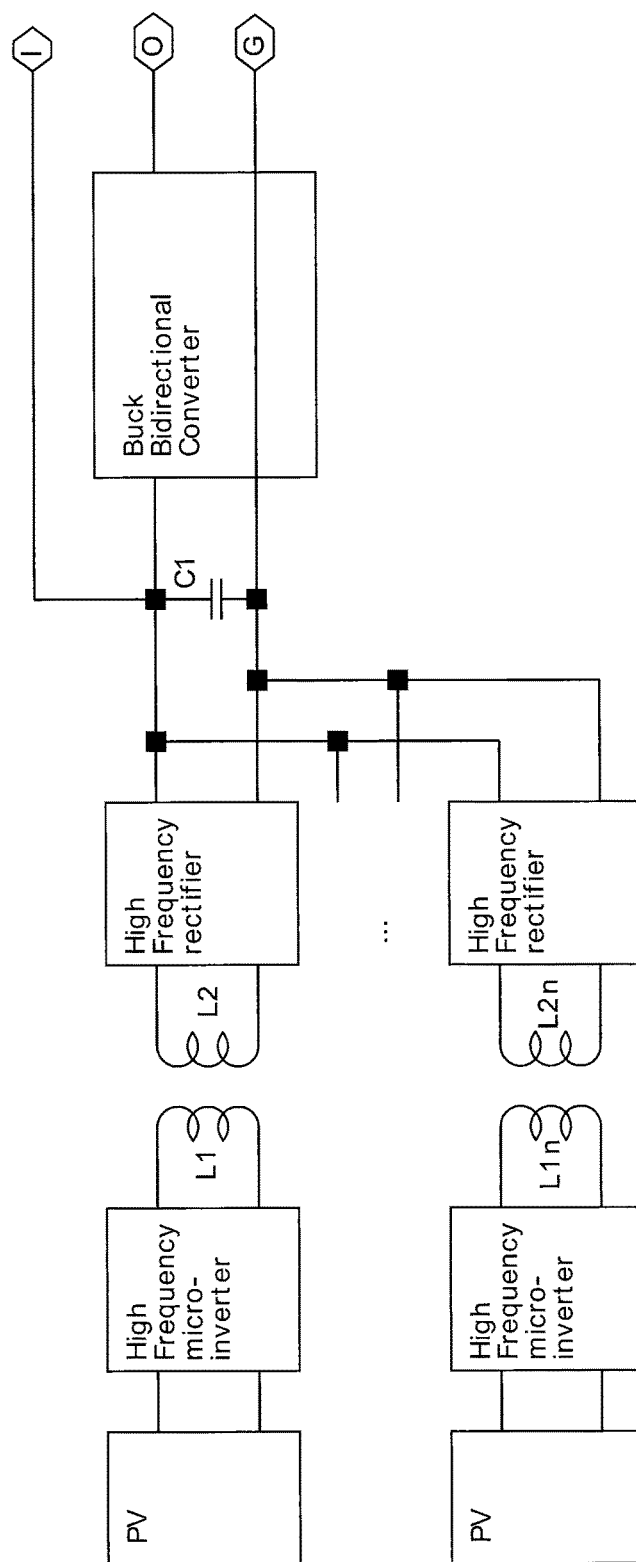 I
O
G
Buck
Bidirectional
Converter
C1
High
Frequency
rectifier
L2
L1
High
Frequency
micro-
inverter
PV
...
High
Frequency
rectifier
L2n
L1n
High
Frequency
micro-
inverter
PV